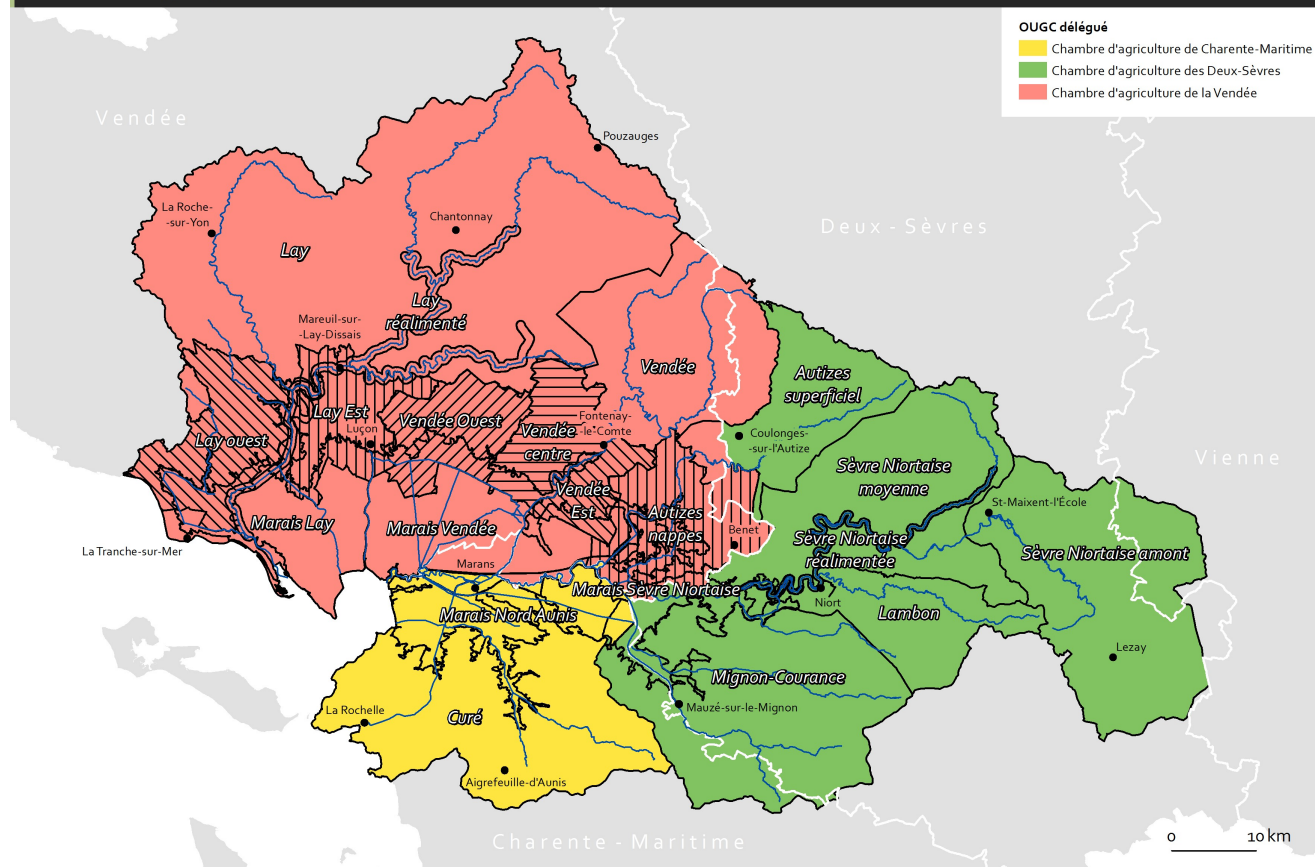 OUGC délégué
Chambre d'agriculture de Charente-Maritime
Chambre d'agriculture des Deux-Sèvres
Chambre d'agriculture de la Vendée
Vendée
Pouzauges
La Roche-
-sur-Yon
Chantonnay
Deux-Sèvres
Lay
Lay
réalimenté
Mareuil-sur-
-Lay-Dissais
Vendée
Autizes
superficiel
Lay Est
Luçon
Vendée Ouest
Fontenay-
-le-Comte
Vendée
centre
Lay ouest
Coulonges-
-sur-l'Autize
Vienne
Sèvre Niortaise
moyenne
Vendée
Est
St-Maixent-l'École
Marais Lay
Marais Vendée
Autizes
nappes
Benet
Sèvre Niortaise
réalimentée
Sèvre Niortaise amont
La Tranche-sur-Mer
Marans
Marais Sèvre Niortaise
Niort
Marais Nord Aunis
Lambon
Lezay
Mignon-Courance
Mauzé-sur-le-Mignon
La Rochelle
Curé
Aigrefeuille-d'Aunis
Charente-Maritime
0 10 km